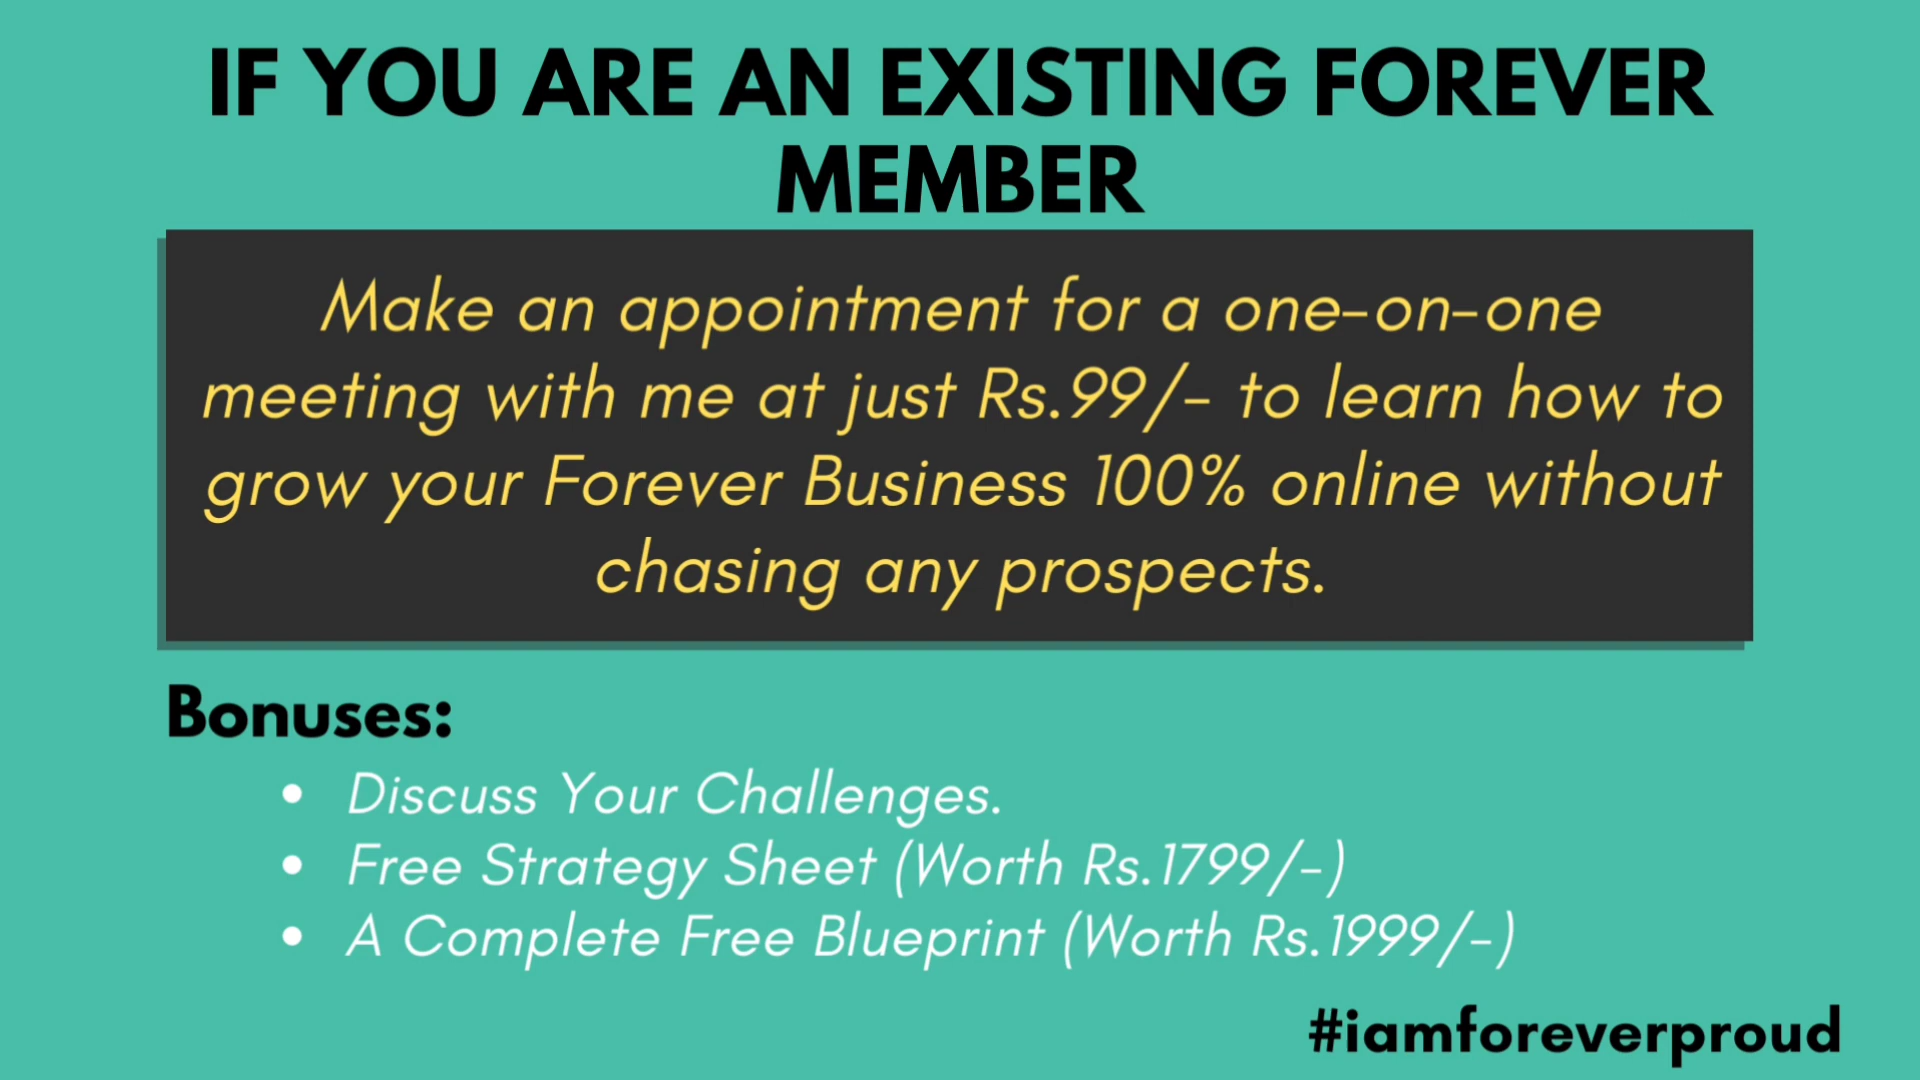 IF YOU ARE AN EXISTING FOREVER
MEMBER
Make an appointment for a one-on-one
meeting with me at just Rs.99/- to learn how to
grow your Forever Business 100% online without
chasing any prospects.
Bonuses:
• Discuss Your Challenges.
• Free Strategy Sheet (Worth Rs.1799/-)
• A Complete Free Blueprint (Worth Rs.1999/-)
#iamforeverproud